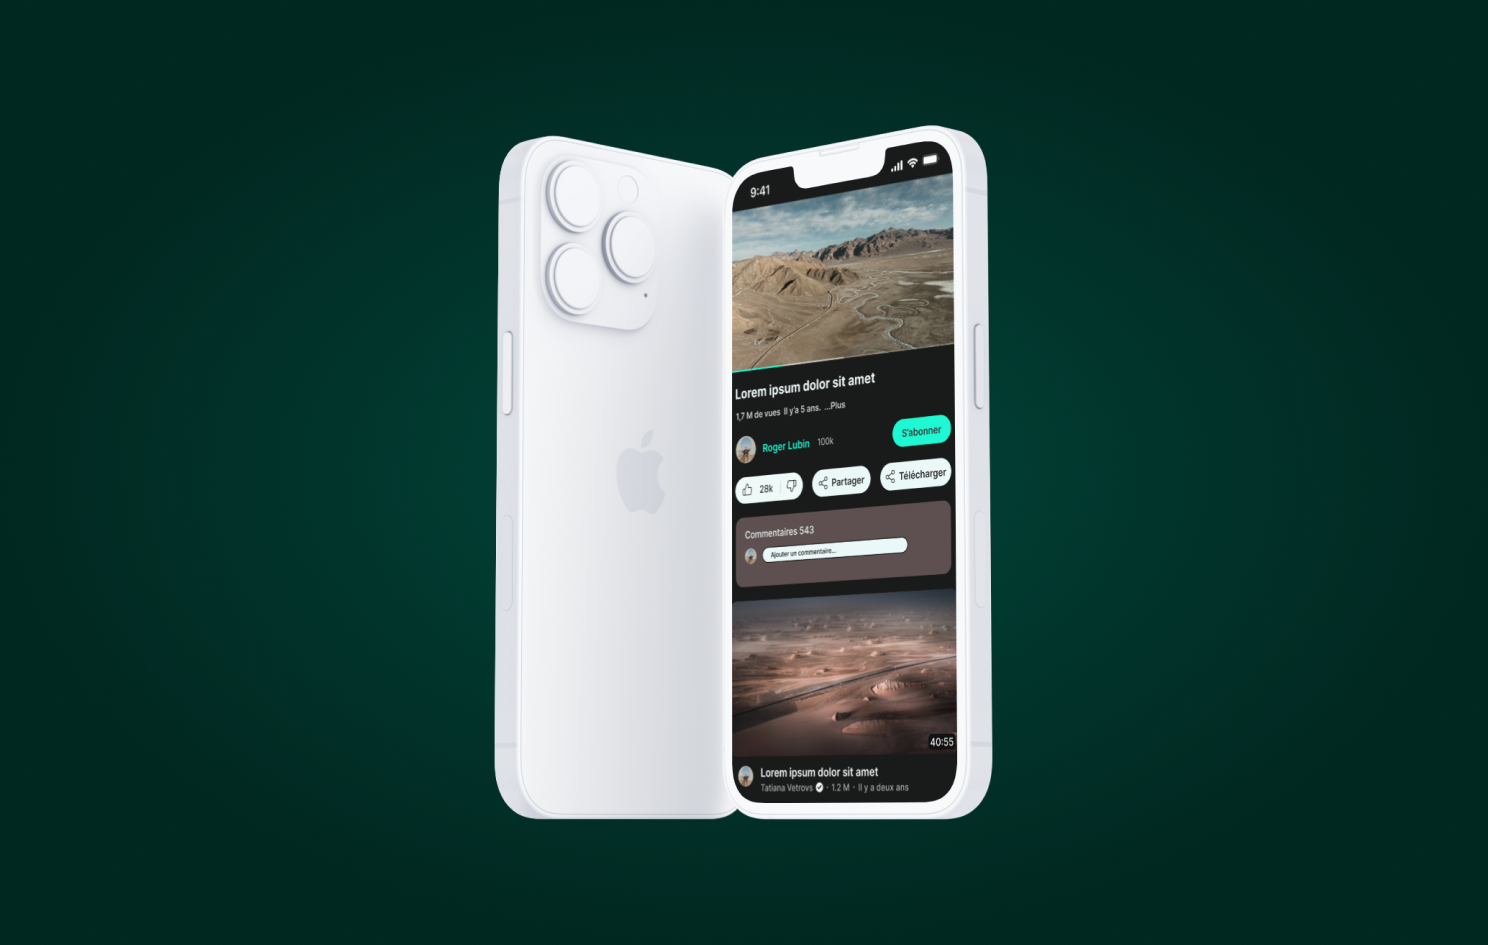 9:41
Lorem ipsum dolor sit amet
1,7 M de vues Il y'a 5 ans. ...Plus
Roger Lubin 100k
S'abonner
28k
Partager
Télécharger
Commentaires 543
Ajouter un commentaire...
40:55
Lorem ipsum dolor sit amet
Tatiana Vetrovs · 1.2 M · Il y a deux ans